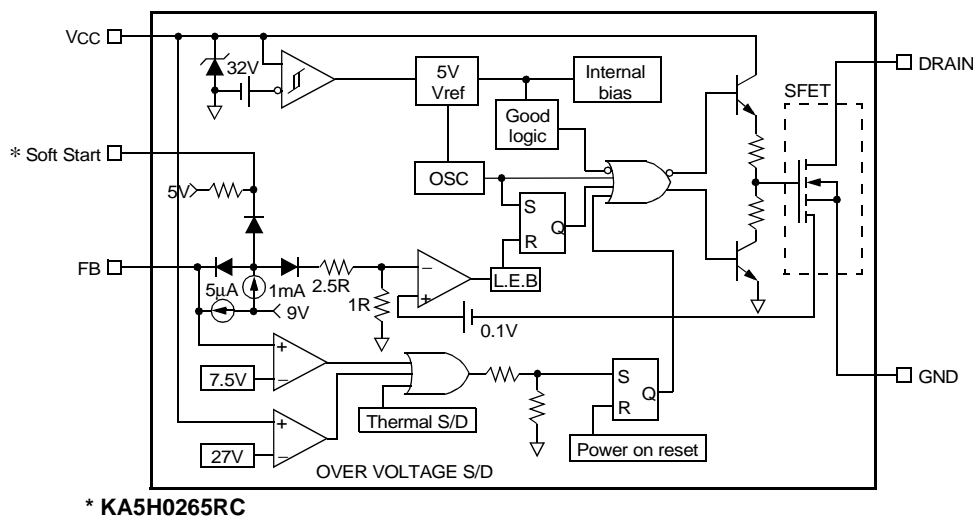 VCC
32V
5V
Vref
Internal
bias
DRAIN
SFET
Good
logic
* Soft Start
5V
OSC
S
R
Q
FB
5μA
1mA
9V
2.5R
1R
−
+
L.E.B
0.1V
+
−
7.5V
S
R
Q
GND
Thermal S/D
+
−
27V
Power on reset
OVER VOLTAGE S/D
* KA5H0265RC